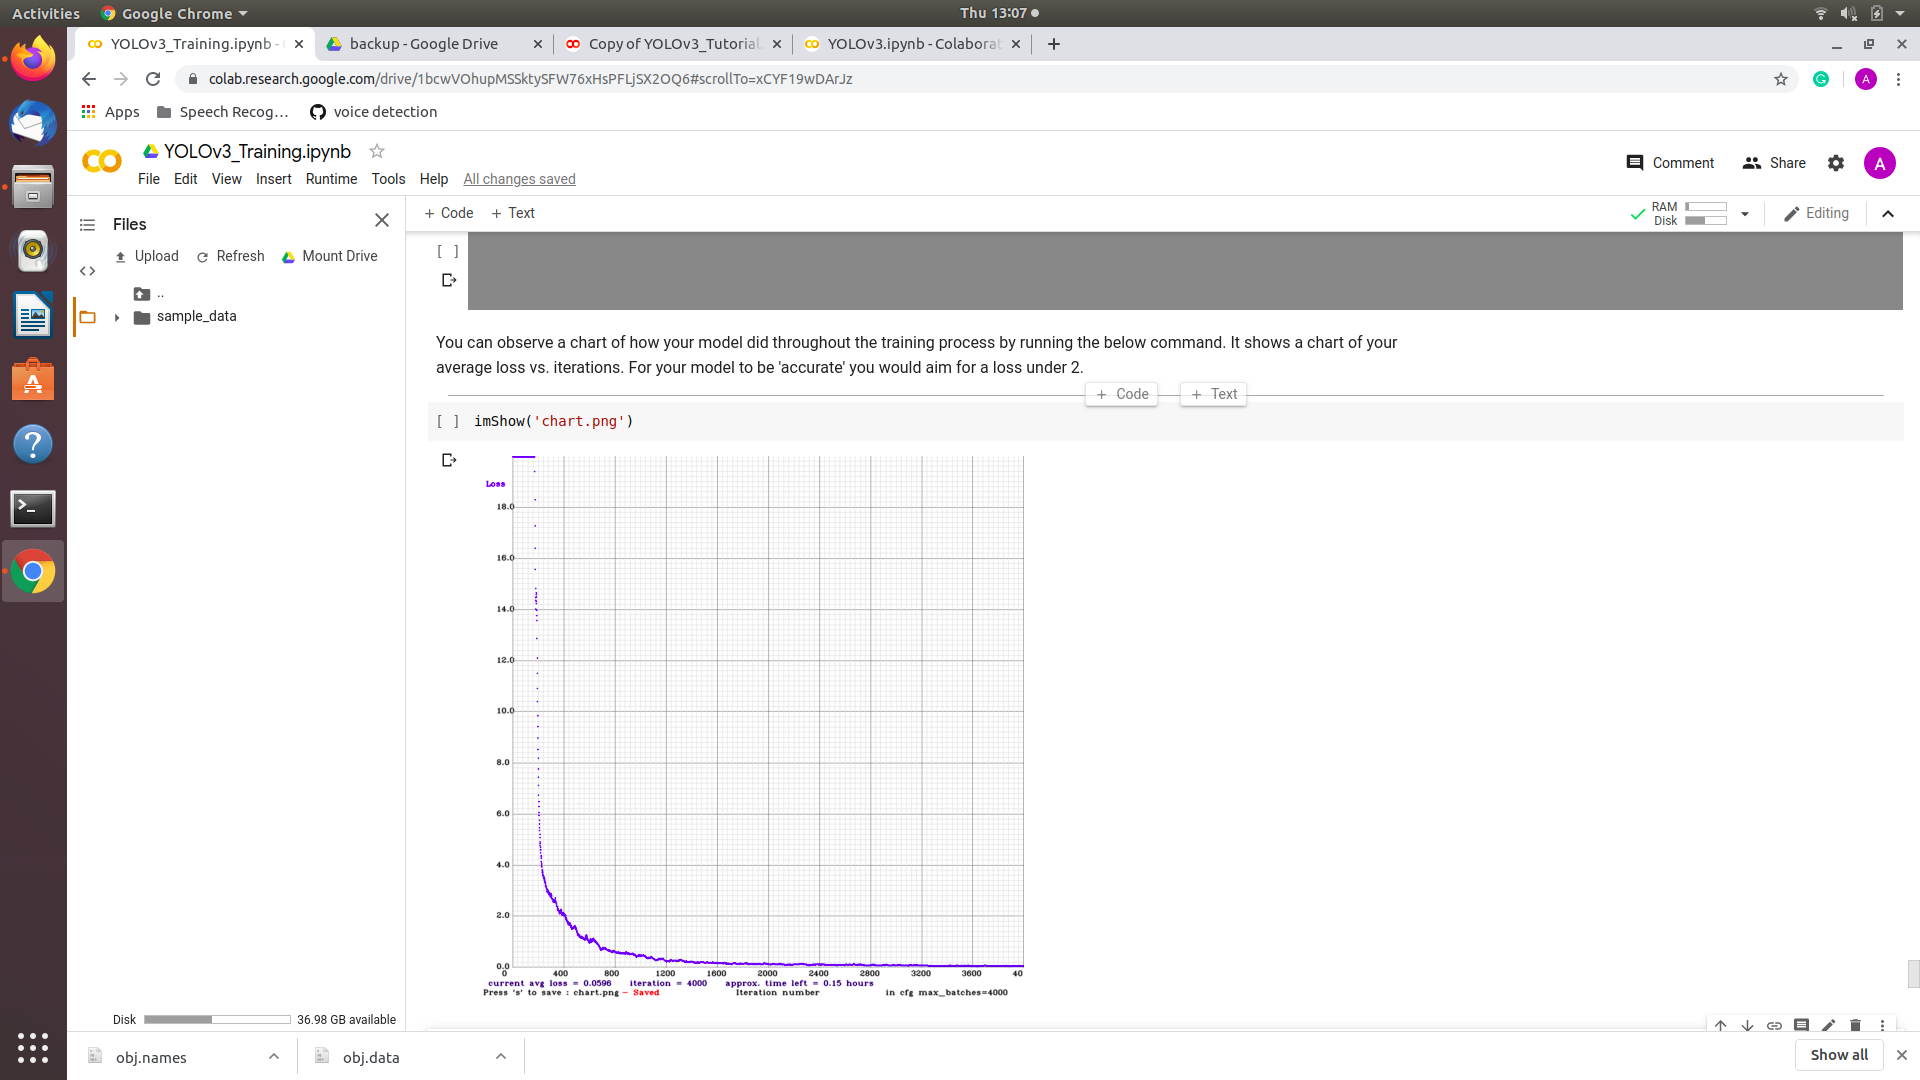 Activities
Google Chrome
Thu 13:07
YOLOv3_Training.ipynb -
backup - Google Drive
Copy of YOLOv3_Tutorial.
YOLOv3.ipynb - Colaborat
colab.research.google.com/drive/1bcwVOhupMSSktySFW76xHsPFLjSX2OQ6#scrollTo=xCYF19wDArJz
A
Apps
Speech Recog...
voice detection
YOLOv3_Training.ipynb
Comment
Share
A
File Edit View Insert Runtime Tools Help All changes saved
Files
+ Code + Text
RAM
Disk
Editing
Upload Refresh Mount Drive
..
sample_data
[ ]
You can observe a chart of how your model did throughout the training process by running the below command. It shows a chart of your
average loss vs. iterations. For your model to be 'accurate' you would aim for a loss under 2.
+ Code + Text
[ ] imShow('chart.png')
Loss
18.0
16.0
14.0
12.0
10.0
8.0
6.0
4.0
2.0
0.0
0 400 800 1200 1600 2000 2400 2800 3200 3600 40
current avg loss = 0.0596 iteration = 4000 approx. time left = 0.15 hours
Press 's' to save : chart.png - Saved Iteration number in cfg max_batches=4000
Disk 36.98 GB available
obj.names
obj.data
Show all